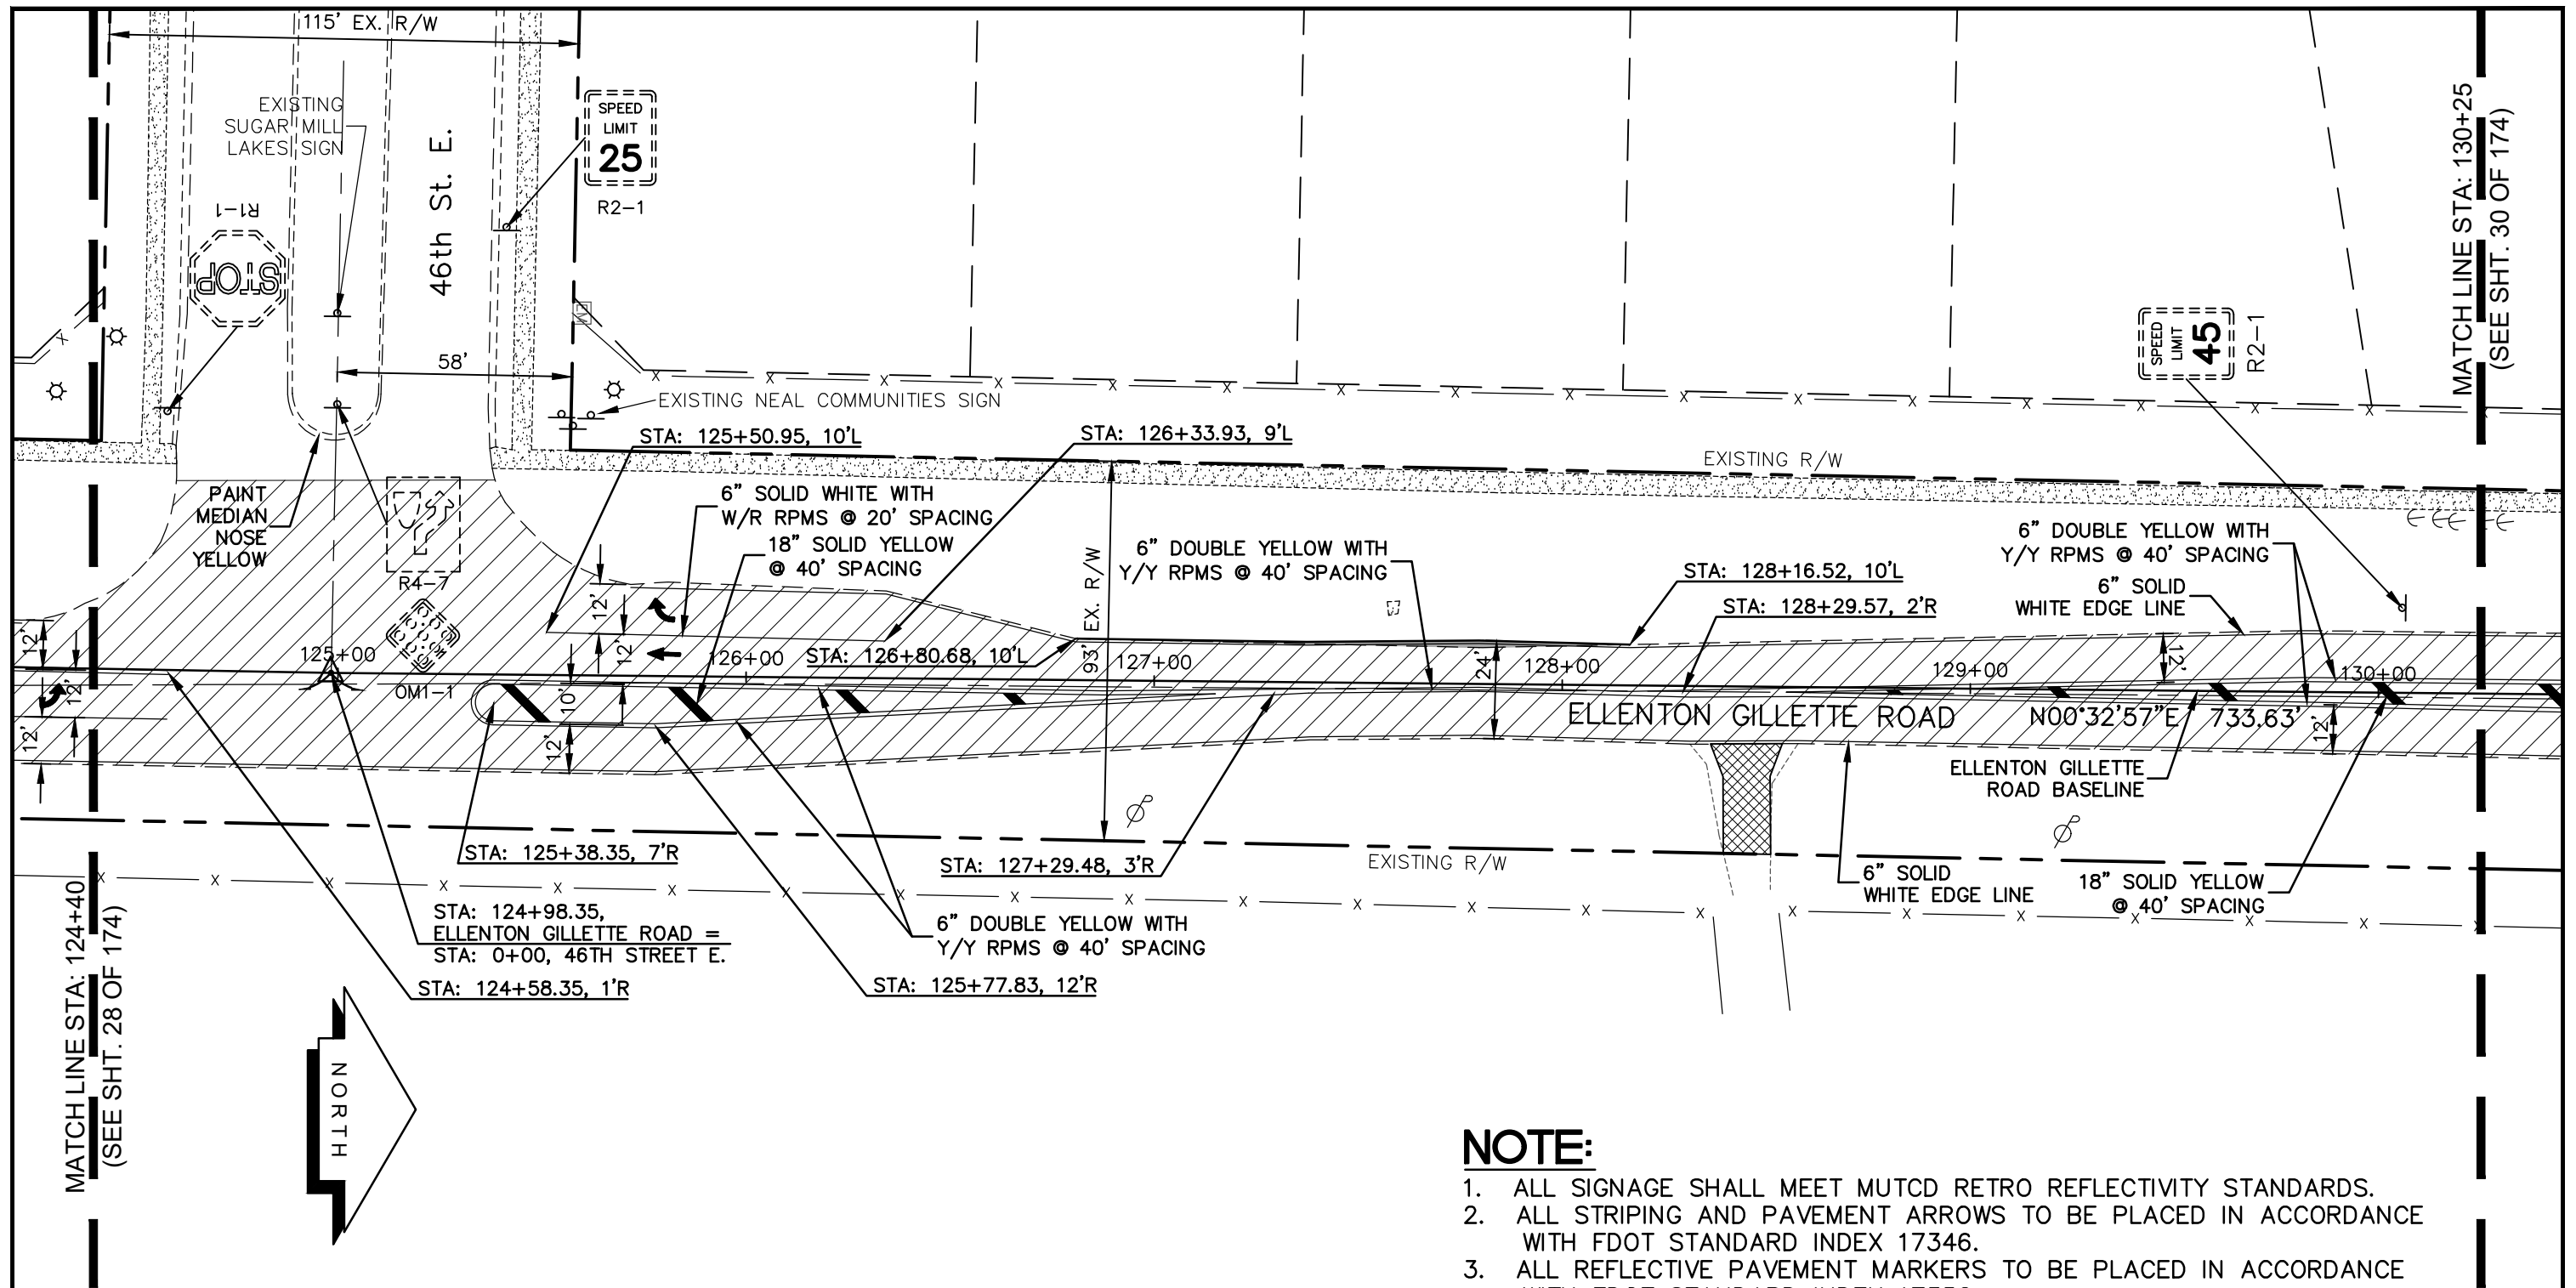 115' EX. R/W
EXISTING
SUGAR MILL
LAKES SIGN
46th St. E.
SPEED
LIMIT
25
R2-1
R1-1
STOP
58'
EXISTING NEAL COMMUNITIES SIGN
MATCH LINE STA: 130+25
(SEE SHT. 30 OF 174)
SPEED
LIMIT
45
R2-1
STA: 125+50.95, 10'L
STA: 126+33.93, 9'L
EXISTING R/W
PAINT
MEDIAN
NOSE
YELLOW
R4-7
OM1-1
6" SOLID WHITE WITH
W/R RPMS @ 20' SPACING
18" SOLID YELLOW
@ 40' SPACING
93' EX. R/W
6" DOUBLE YELLOW WITH
Y/Y RPMS @ 40' SPACING
STA: 128+16.52, 10'L
STA: 128+29.57, 2'R
6" DOUBLE YELLOW WITH
Y/Y RPMS @ 40' SPACING
6" SOLID
WHITE EDGE LINE
12'
12'
12'
12'
12'
125+00
126+00
STA: 126+80.68, 10'L
127+00
24'
128+00
129+00
12'
130+00
10'
12'
ELLENTON GILLETTE ROAD
N00°32'57"E
733.63'
12'
ELLENTON GILLETTE
ROAD BASELINE
STA: 125+38.35, 7'R
STA: 127+29.48, 3'R
EXISTING R/W
6" SOLID
WHITE EDGE LINE
18" SOLID YELLOW
@ 40' SPACING
STA: 124+98.35,
ELLENTON GILLETTE ROAD =
STA: 0+00, 46TH STREET E.
6" DOUBLE YELLOW WITH
Y/Y RPMS @ 40' SPACING
STA: 124+58.35, 1'R
STA: 125+77.83, 12'R
MATCH LINE STA: 124+40
(SEE SHT. 28 OF 174)
NORTH
NOTE:
1. ALL SIGNAGE SHALL MEET MUTCD RETRO REFLECTIVITY STANDARDS.
2. ALL STRIPING AND PAVEMENT ARROWS TO BE PLACED IN ACCORDANCE
WITH FDOT STANDARD INDEX 17346.
3. ALL REFLECTIVE PAVEMENT MARKERS TO BE PLACED IN ACCORDANCE